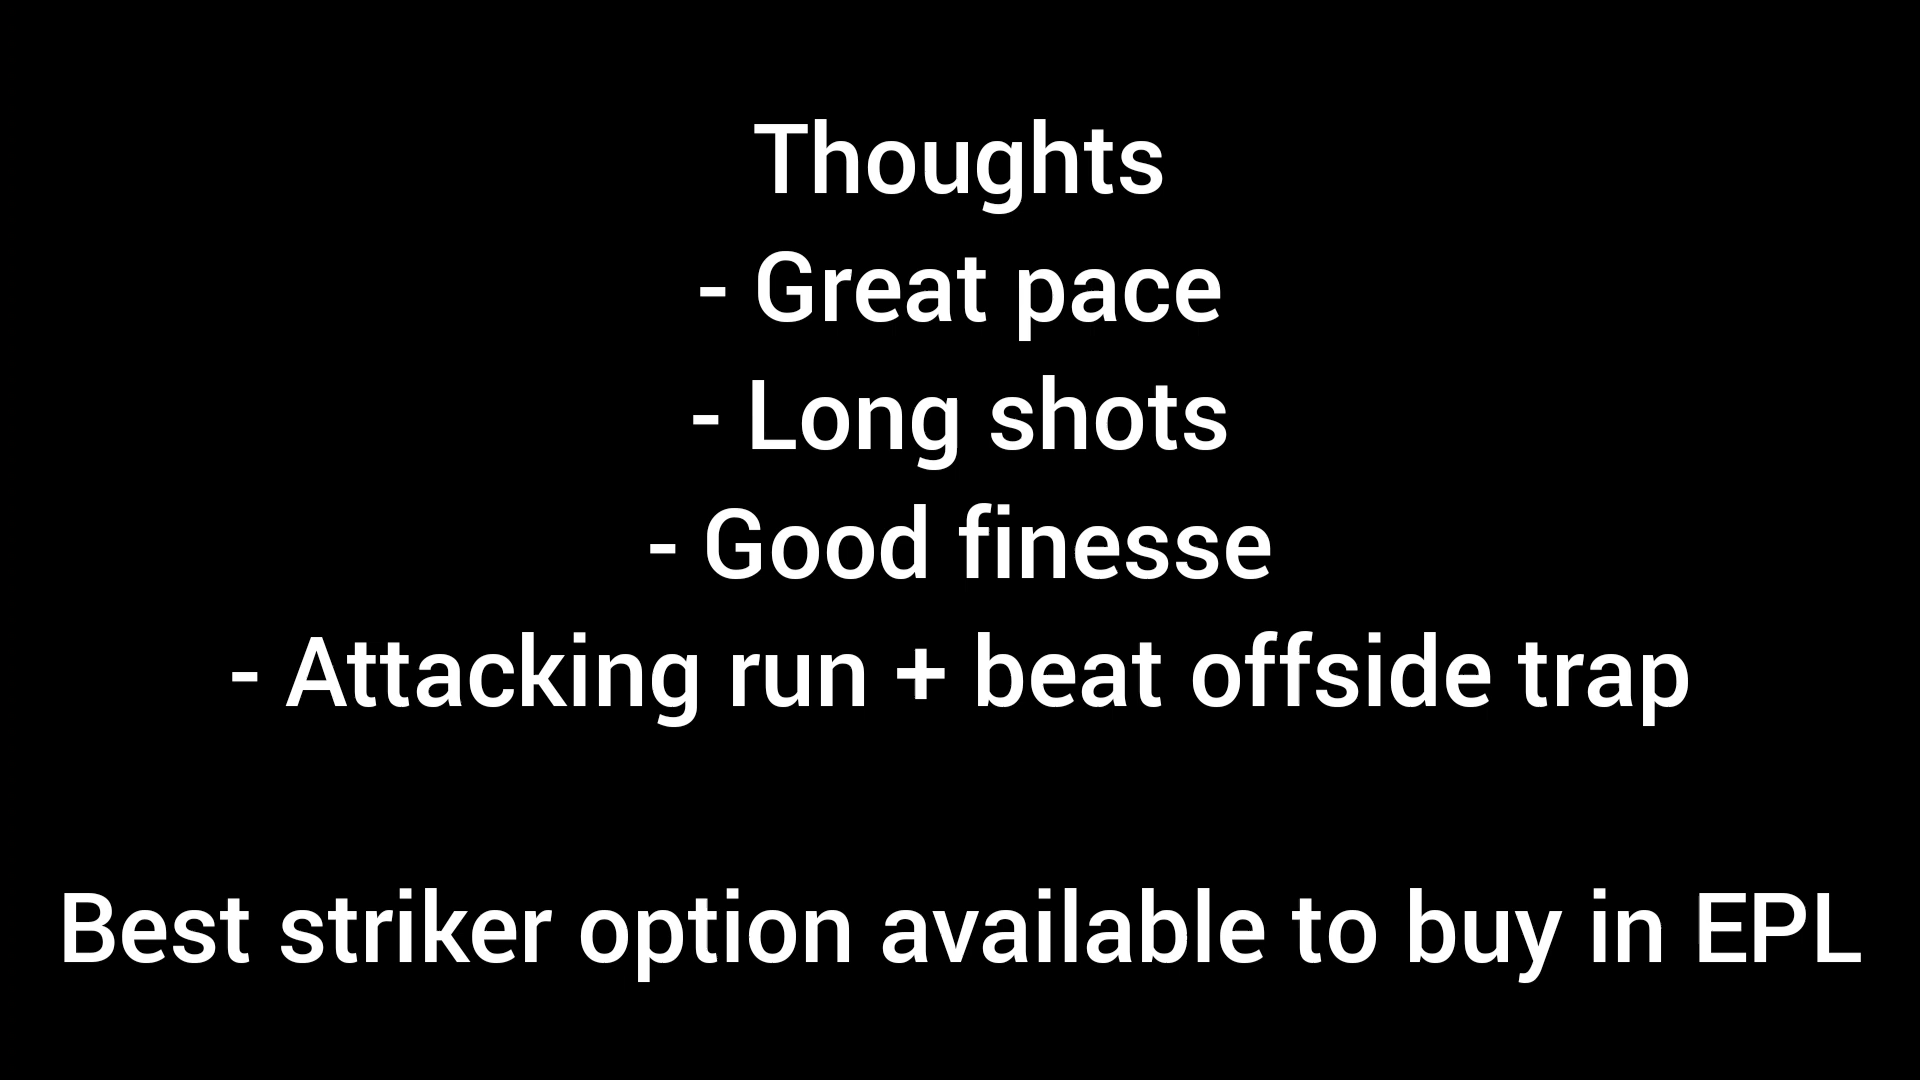 Thoughts
- Great pace
- Long shots
- Good finesse
- Attacking run + beat offside trap
Best striker option available to buy in EPL